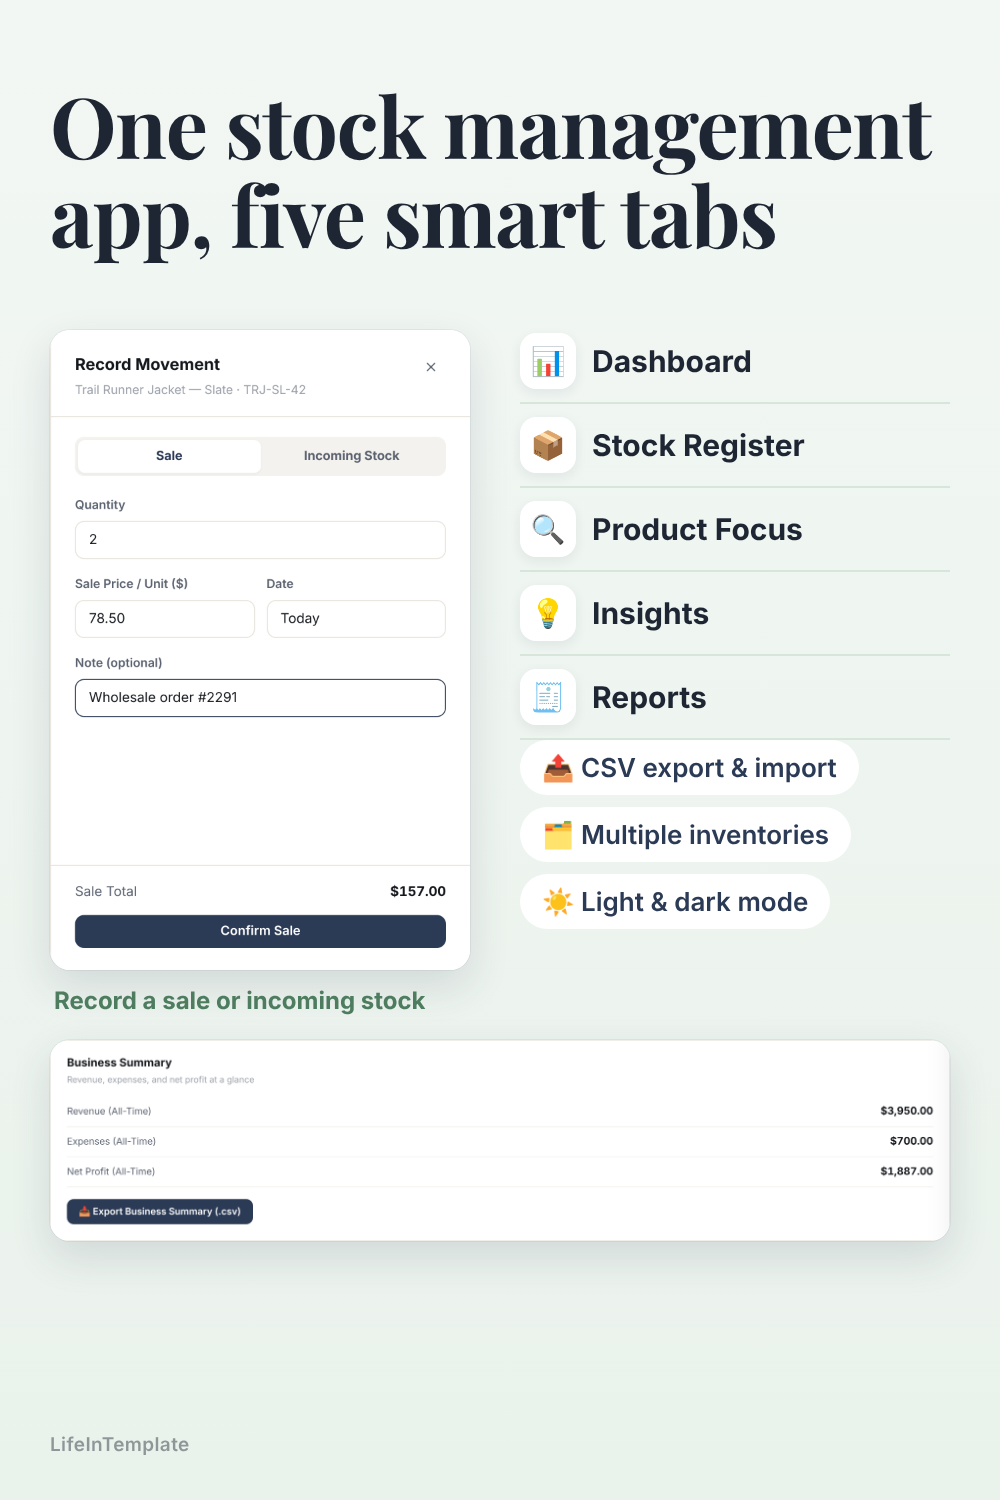 One stock management
app, five smart tabs
Record Movement
×
Trail Runner Jacket — Slate · TRJ-SL-42
Sale
Incoming Stock
Quantity
2
Sale Price / Unit ($)
Date
78.50
Today
Note (optional)
Wholesale order #2291
Sale Total
$157.00
Confirm Sale
Record a sale or incoming stock
Dashboard
Stock Register
Product Focus
Insights
Reports
CSV export & import
Multiple inventories
Light & dark mode
Business Summary
Revenue, expenses, and net profit at a glance
Revenue (All-Time)
$3,950.00
Expenses (All-Time)
$700.00
Net Profit (All-Time)
$1,887.00
Export Business Summary (.csv)
LifeInTemplate